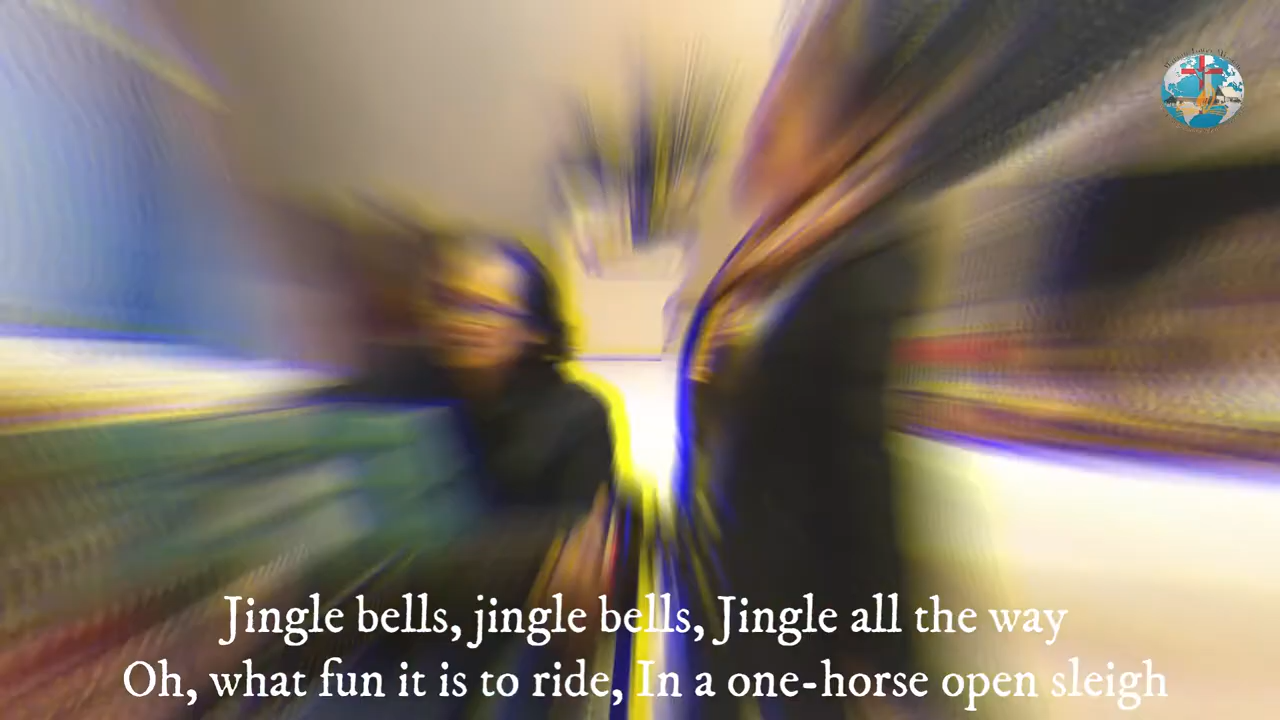 Jingle bells, jingle bells, Jingle all the way
Oh, what fun it is to ride, In a one-horse open sleigh